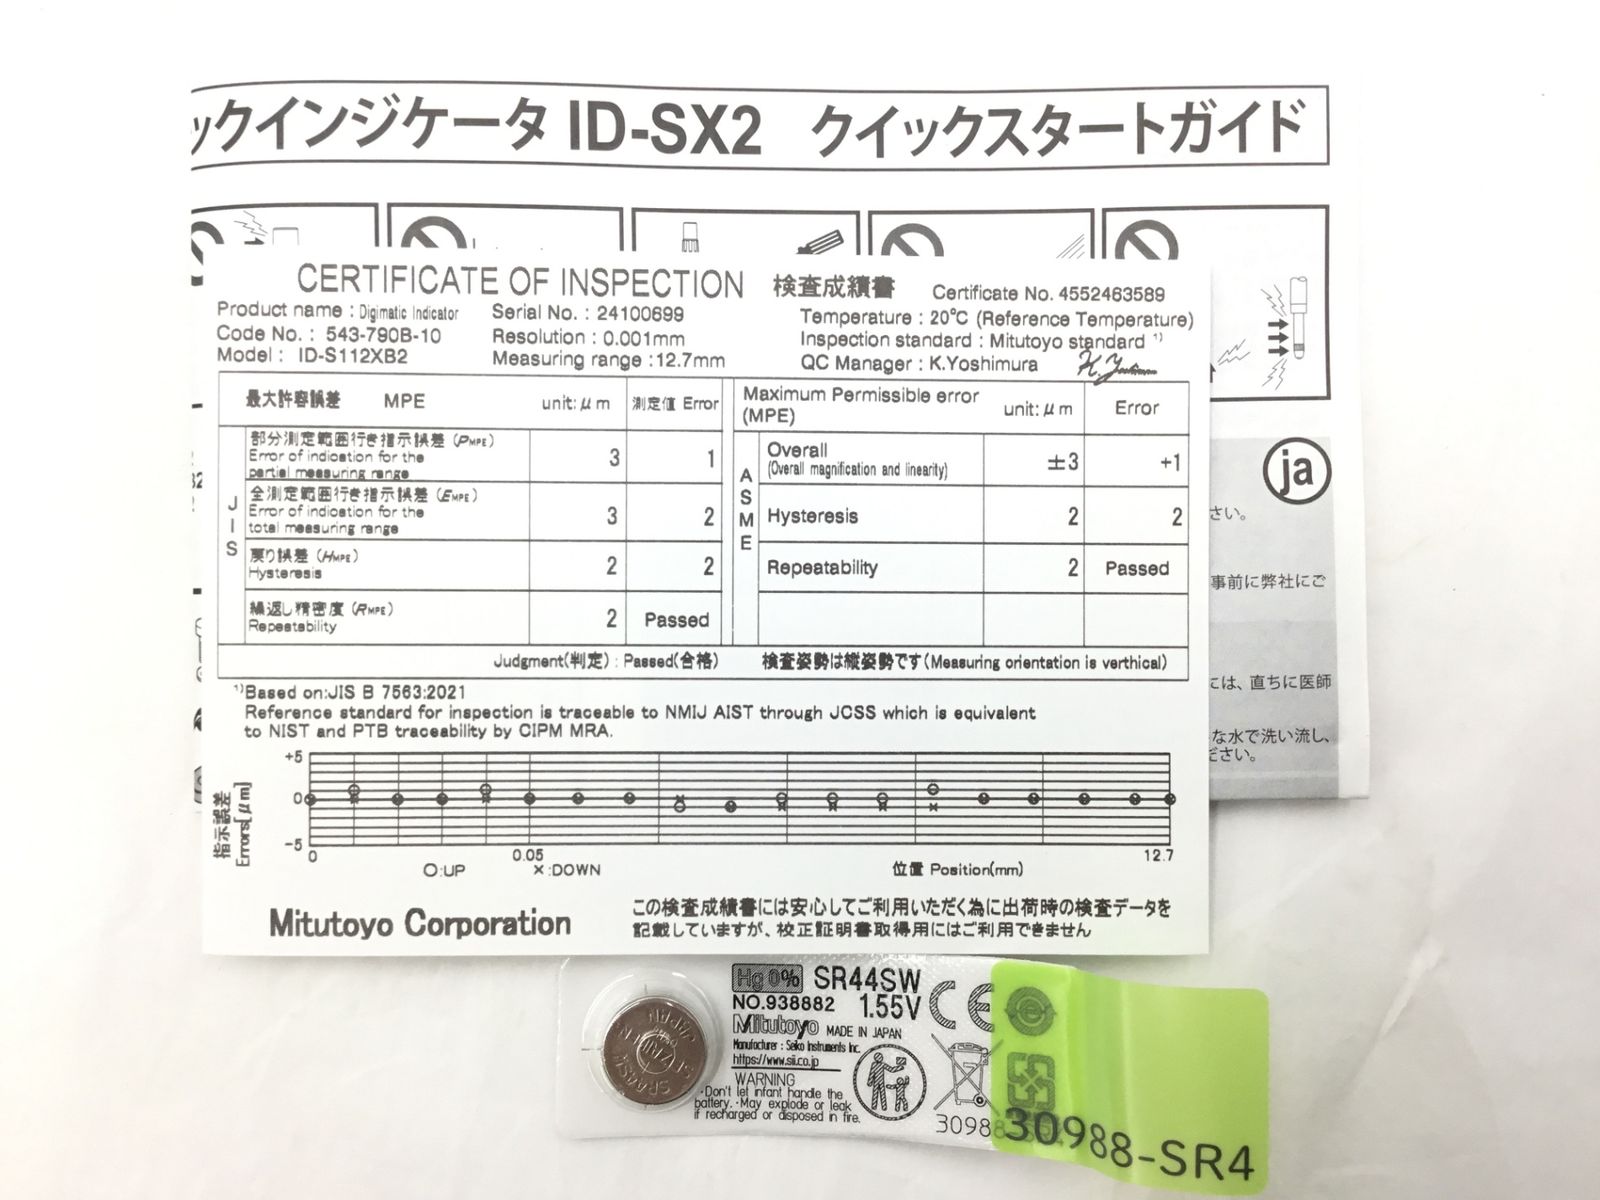 ックインジケータ ID-SX2 クイックスタートガイド
CERTIFICATE OF INSPECTION 検査成績書 Certificate No. 4552463589
Product name : Digimatic Indicator
Code No. : 543-790B-10
Model : ID-S112XB2
Serial No. : 24100699
Resolution : 0.001mm
Measuring range :12.7mm
Temperature : 20℃ (Reference Temperature)
Inspection standard : Mitutoyo standard 1)
QC Manager : K.Yoshimura
最大許容誤差 MPE unit:μm 測定値 Error
JIS
部分測定範囲行き指示誤差 (PMPE)
Error of indication for the
partial measuring range
3 1
全測定範囲行き指示誤差 (EMPE)
Error of indication for the
total measuring range
3 2
戻り誤差 (HMPE)
Hysteresis
2 2
繰返し精密度 (RMPE)
Repeatability
2 Passed
Maximum Permissible error
(MPE)
unit:μm Error
ASME
Overall
(Overall magnification and linearity)
±3 +1
Hysteresis 2 2
Repeatability 2 Passed
Judgment(判定) : Passed(合格) 検査姿勢は縦姿勢です(Measuring orientation is verthical)
1)Based on:JIS B 7563:2021
Reference standard for inspection is traceable to NMIJ AIST through JCSS which is equivalent
to NIST and PTB traceability by CIPM MRA.
指示誤差
Errors[μm]
+5
0
-5
0 0.05 12.7
○:UP ×:DOWN 位置 Position(mm)
Mitutoyo Corporation
この検査成績書には安心してご利用いただく為に出荷時の検査データを
記載していますが、校正証明書取得用にはご利用できません
ja
さい。
事前に弊社にご
には、直ちに医師
な水で洗い流し、
ださい。
Hg 0% SR44SW
NO.938882 1.55V
Mitutoyo MADE IN JAPAN
Manufacturer : Seiko Instruments Inc.
https://www.sii.co.jp
WARNING
·Don't let infant handle the
battery. ·May explode or leak
if recharged or disposed in fire.
CE
30988
30988-SR4
SR44SW
JAPAN